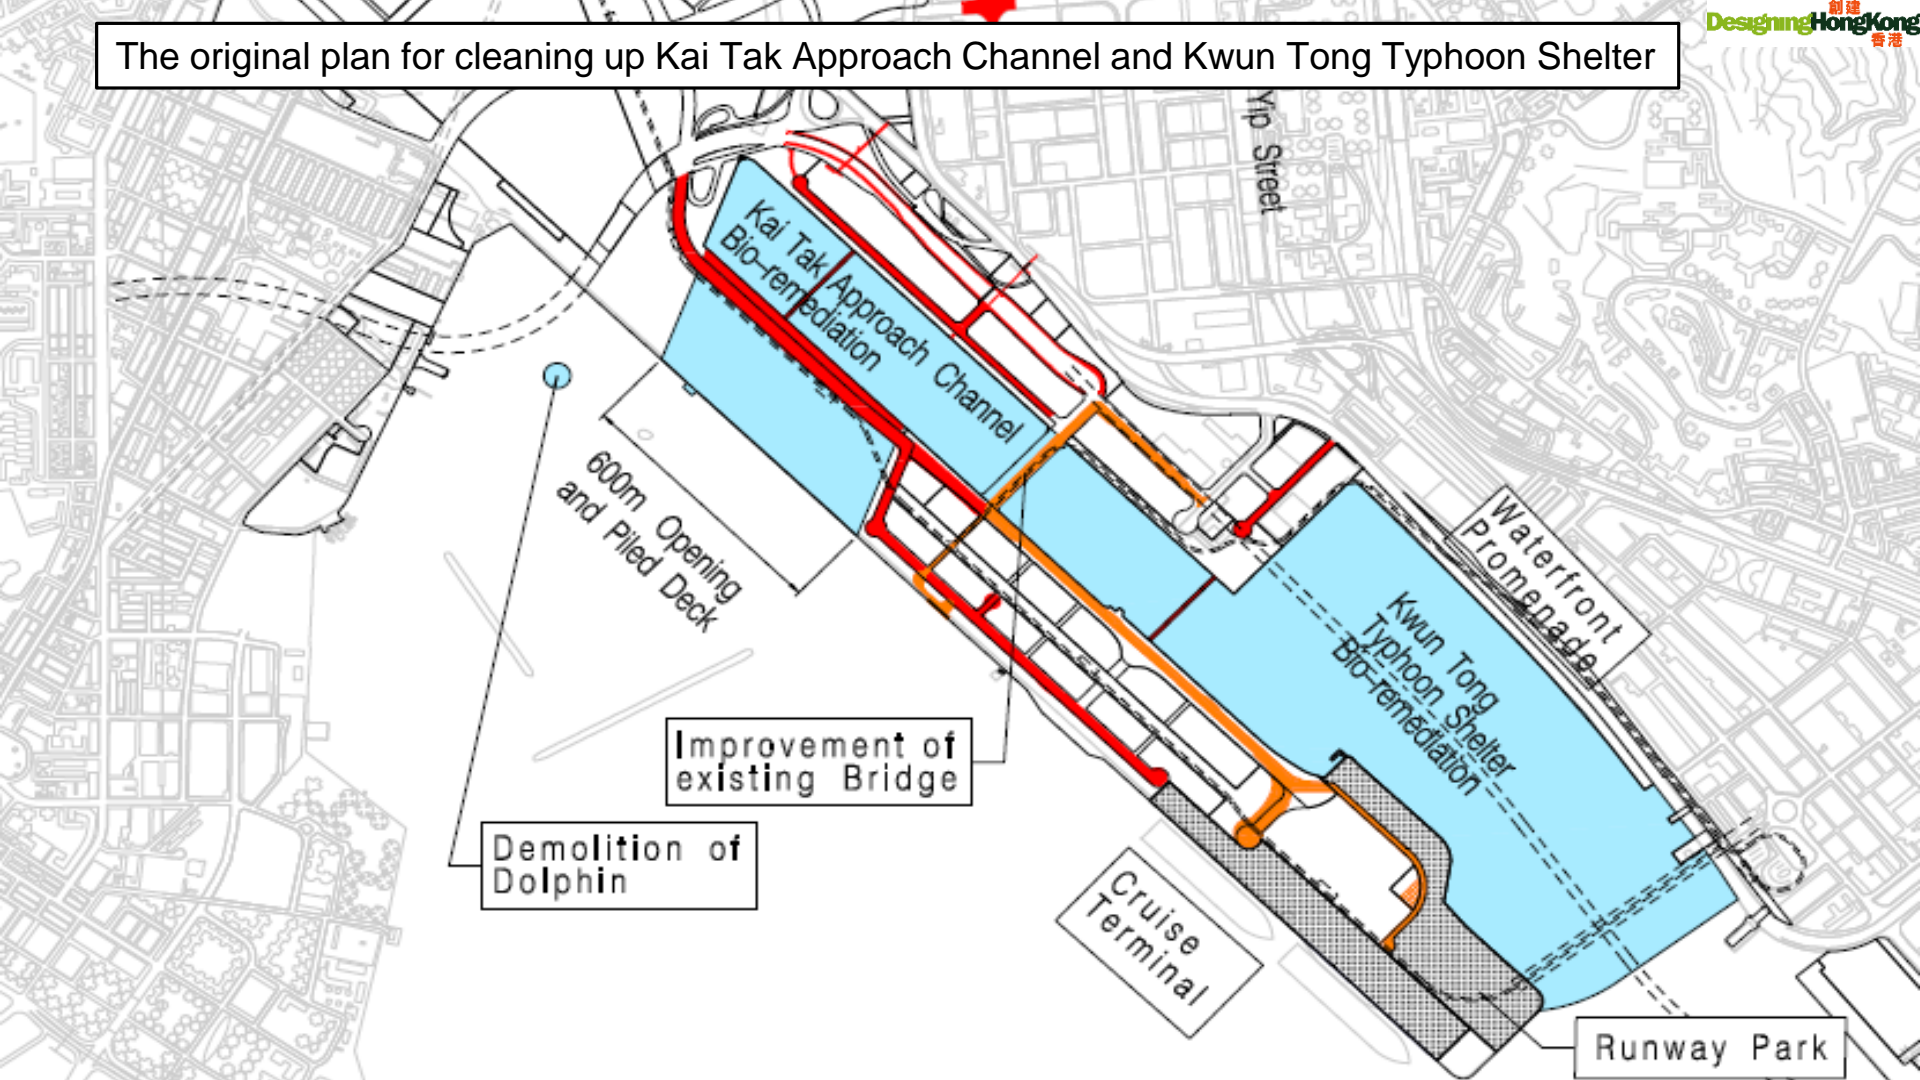 創建
DesigningHongKong
香港
The original plan for cleaning up Kai Tak Approach Channel and Kwun Tong Typhoon Shelter
Yip Street
Kai Tak Approach Channel
Bio-remediation
600m Opening
and Piled Deck
Waterfront
Promenade
Kwun Tong
Typhoon Shelter
Bio-remediation
Improvement of
existing Bridge
Demolition of
Dolphin
Cruise
Terminal
Runway Park